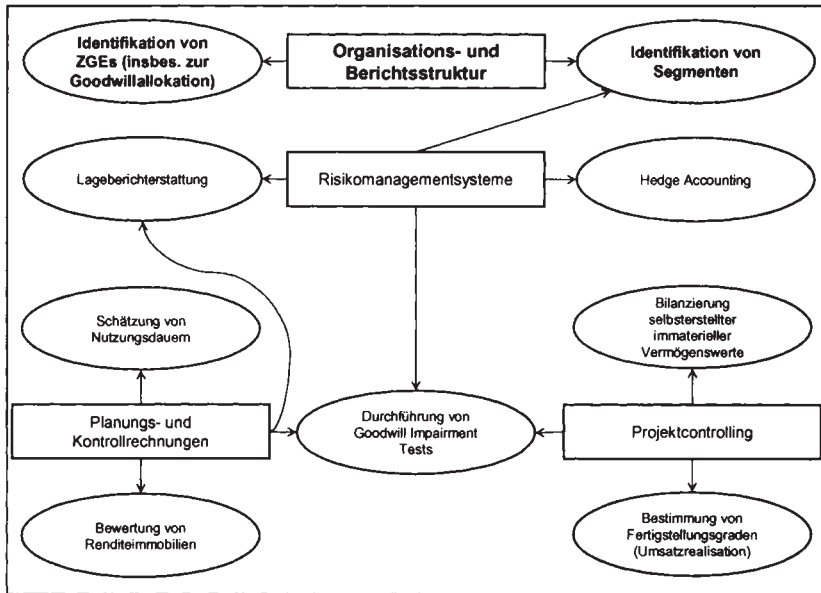 Identifikation von
ZGEs (insbes. zur
Goodwillallokation)
Organisations- und
Berichtsstruktur
Identifikation von
Segmenten
Lageberichterstattung
Risikomanagementsysteme
Hedge Accounting
Schätzung von
Nutzungsdauern
Bilanzierung
selbsterstellter
immaterieller
Vermögenswerte
Planungs- und
Kontrollrechnungen
Durchführung von
Goodwill Impairment
Tests
Projektcontrolling
Bewertung von
Renditeimmobilien
Bestimmung von
Fertigstellungsgraden
(Umsatzrealisation)